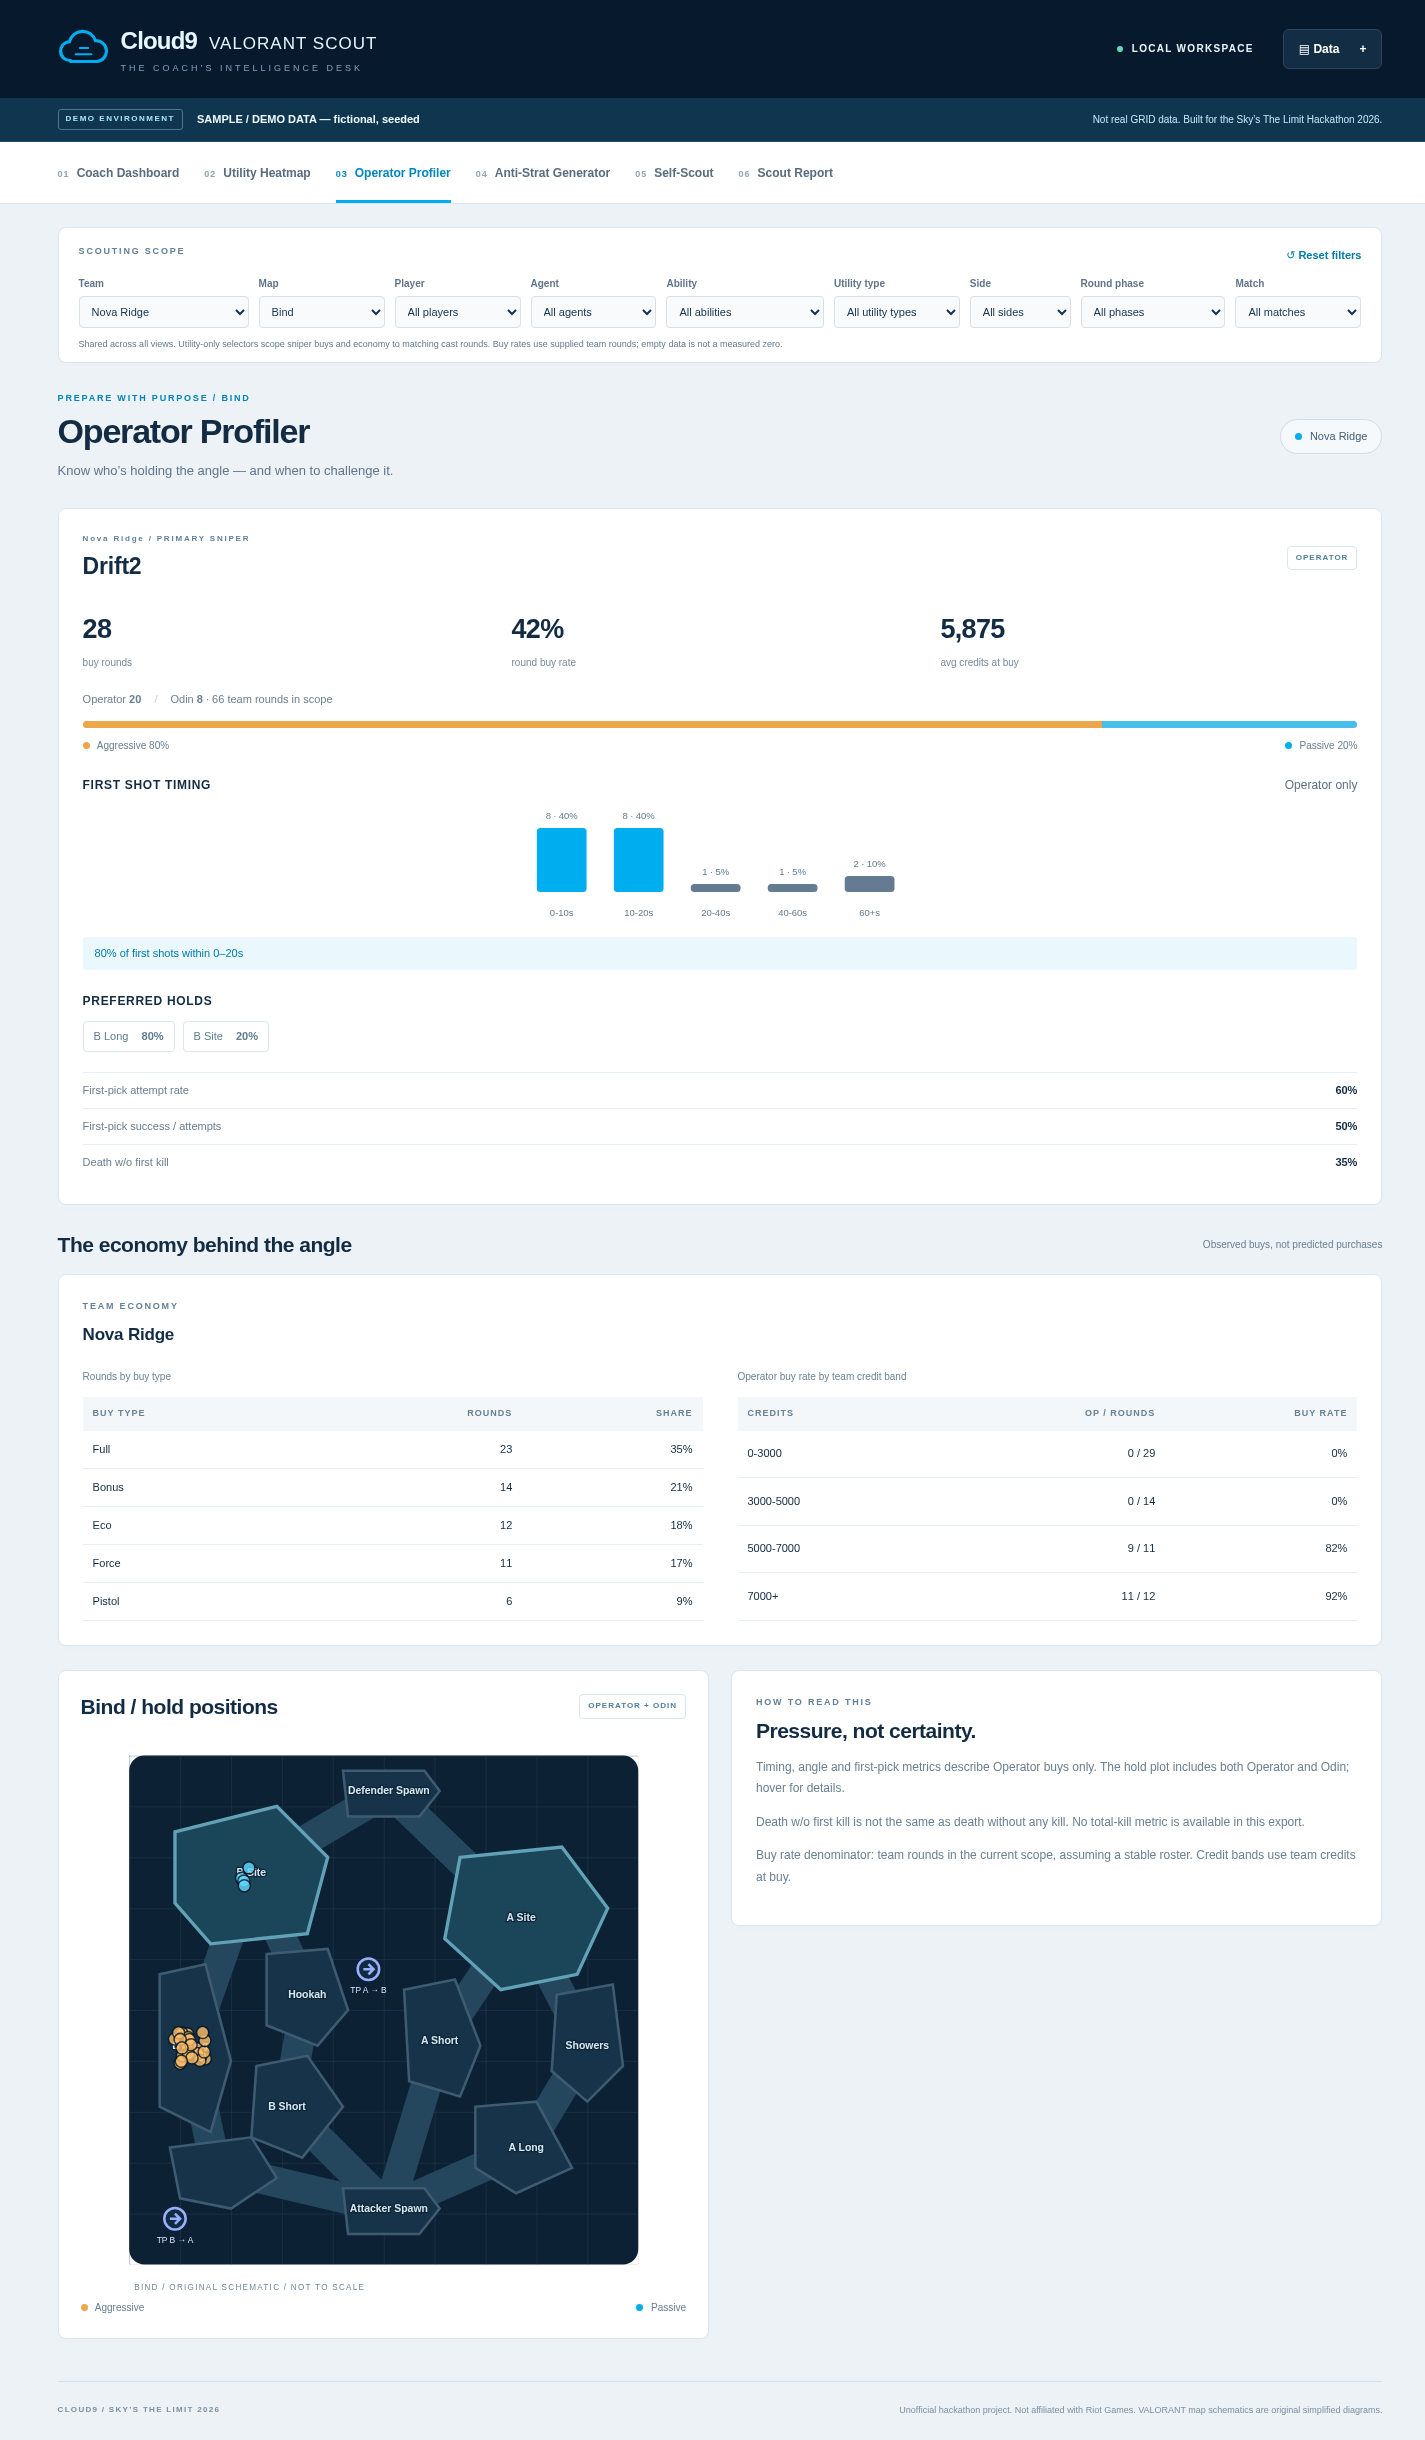 Cloud9 VALORANT SCOUT
THE COACH'S INTELLIGENCE DESK
LOCAL WORKSPACE
Data +
DEMO ENVIRONMENT
SAMPLE / DEMO DATA — fictional, seeded
Not real GRID data. Built for the Sky's The Limit Hackathon 2026.
01 Coach Dashboard
02 Utility Heatmap
03 Operator Profiler
04 Anti-Strat Generator
05 Self-Scout
06 Scout Report
SCOUTING SCOPE
↺ Reset filters
Team Map Player Agent Ability Utility type Side Round phase Match
Nova Ridge Bind All players All agents All abilities All utility types All sides All phases All matches
Shared across all views. Utility-only selectors scope sniper buys and economy to matching cast rounds. Buy rates use supplied team rounds; empty data is not a measured zero.
PREPARE WITH PURPOSE / BIND
Operator Profiler
Nova Ridge
Know who's holding the angle — and when to challenge it.
Nova Ridge / PRIMARY SNIPER
Drift2
OPERATOR
28 42% 5,875
buy rounds round buy rate avg credits at buy
Operator 20 / Odin 8 · 66 team rounds in scope
Aggressive 80% Passive 20%
FIRST SHOT TIMING
Operator only
8 · 40% 8 · 40% 1 · 5% 1 · 5% 2 · 10%
0-10s 10-20s 20-40s 40-60s 60+s
80% of first shots within 0–20s
PREFERRED HOLDS
B Long 80% B Site 20%
First-pick attempt rate 60%
First-pick success / attempts 50%
Death w/o first kill 35%
The economy behind the angle
Observed buys, not predicted purchases
TEAM ECONOMY
Nova Ridge
Rounds by buy type
BUY TYPE ROUNDS SHARE
Full 23 35%
Bonus 14 21%
Eco 12 18%
Force 11 17%
Pistol 6 9%
Operator buy rate by team credit band
CREDITS OP / ROUNDS BUY RATE
0-3000 0 / 29 0%
3000-5000 0 / 14 0%
5000-7000 9 / 11 82%
7000+ 11 / 12 92%
Bind / hold positions
OPERATOR + ODIN
Defender Spawn
B Site
A Site
Hookah
TP A → B
A Short
Showers
B Short
A Long
Attacker Spawn
TP B → A
BIND / ORIGINAL SCHEMATIC / NOT TO SCALE
Aggressive Passive
HOW TO READ THIS
Pressure, not certainty.
Timing, angle and first-pick metrics describe Operator buys only. The hold plot includes both Operator and Odin;
hover for details.
Death w/o first kill is not the same as death without any kill. No total-kill metric is available in this export.
Buy rate denominator: team rounds in the current scope, assuming a stable roster. Credit bands use team credits
at buy.
CLOUD9 / SKY'S THE LIMIT 2026
Unofficial hackathon project. Not affiliated with Riot Games. VALORANT map schematics are original simplified diagrams.